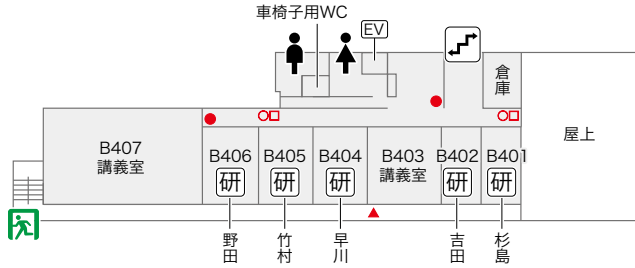 車椅子用WC
EV
倉庫
屋上
B407
講義室
B406
研
B405
研
B404
研
B403
講義室
B402
研
B401
研
野田
竹村
早川
吉田
杉島